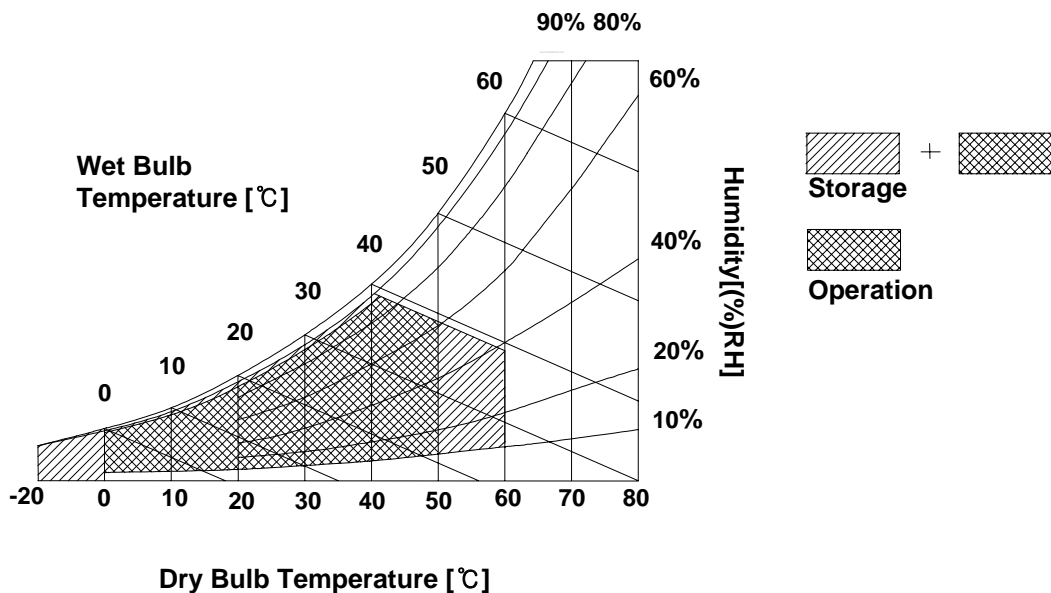 90% 80%
60
60%
50
Wet Bulb
Temperature [℃]
40
30
20
10
0
Humidity[(%)RH]
40%
20%
10%
-20 0 10 20 30 40 50 60 70 80
Dry Bulb Temperature [℃]
+
Storage
Operation